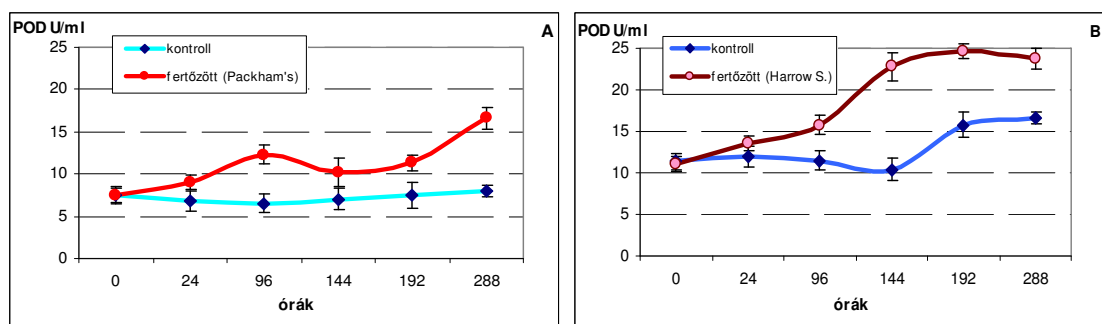 POD U/ml
A
25
20
15
10
5
0
kontroll
fertőzött (Packham's)
0 24 96 144 192 288
órák
POD U/ml
B
25
20
15
10
5
0
kontroll
fertőzött (Harrow S.)
0 24 96 144 192 288
órák